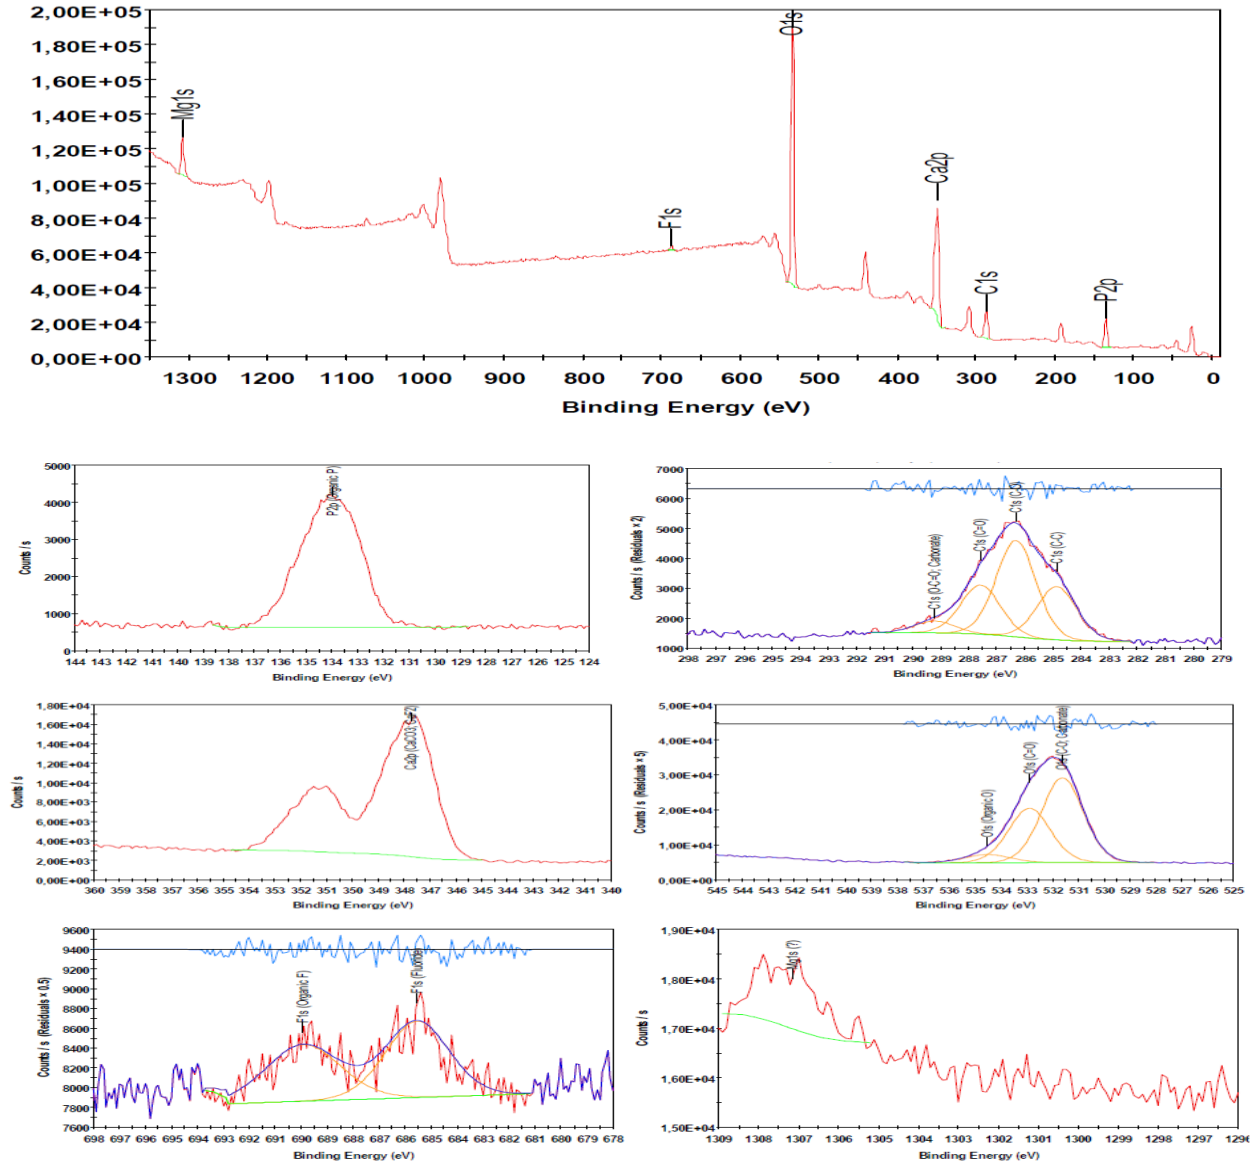 2,00E+05
1,80E+05
1,60E+05
1,40E+05
1,20E+05
1,00E+05
8,00E+04
6,00E+04
4,00E+04
2,00E+04
0,00E+00
Mg1s
F1s
O1s
Ca2p
C1s
P2p
1300 1200 1100 1000 900 800 700 600 500 400 300 200 100 0
Binding Energy (eV)
5000
4000
3000
2000
1000
0
Counts / s
P2p (Organic P)
144 143 142 141 140 139 138 137 136 135 134 133 132 131 130 129 128 127 126 125 124
Binding Energy (eV)
7000
6000
5000
4000
3000
2000
1000
Counts / s (Residuals × 2)
C1s (O-C=O; Carbonate)
C1s (C=O)
C1s (C-O)
C1s (C-C)
298 297 296 295 294 293 292 291 290 289 288 287 286 285 284 283 282 281 280 279
Binding Energy (eV)
1,80E+04
1,60E+04
1,40E+04
1,20E+04
1,00E+04
8,00E+03
6,00E+03
4,00E+03
2,00E+03
0,00E+00
Counts / s
Ca2p (CaCO3; CaF2)
360 359 358 357 356 355 354 353 352 351 350 349 348 347 346 345 344 343 342 341 340
Binding Energy (eV)
5,00E+04
4,00E+04
3,00E+04
2,00E+04
1,00E+04
0,00E+00
Counts / s (Residuals × 5)
O1s (Organic O)
O1s (C=O)
O1s (C-O; Carbonate)
545 544 543 542 541 540 539 538 537 536 535 534 533 532 531 530 529 528 527 526 525
Binding Energy (eV)
9600
9400
9200
9000
8800
8600
8400
8200
8000
7800
7600
Counts / s (Residuals × 0.5)
F1s (Organic F)
F1s (Fluoride)
698 697 696 695 694 693 692 691 690 689 688 687 686 685 684 683 682 681 680 679 678
Binding Energy (eV)
1,90E+04
1,80E+04
1,70E+04
1,60E+04
1,50E+04
Counts / s
Mg1s (?)
1309 1308 1307 1306 1305 1304 1303 1302 1301 1300 1299 1298 1297 1296
Binding Energy (eV)